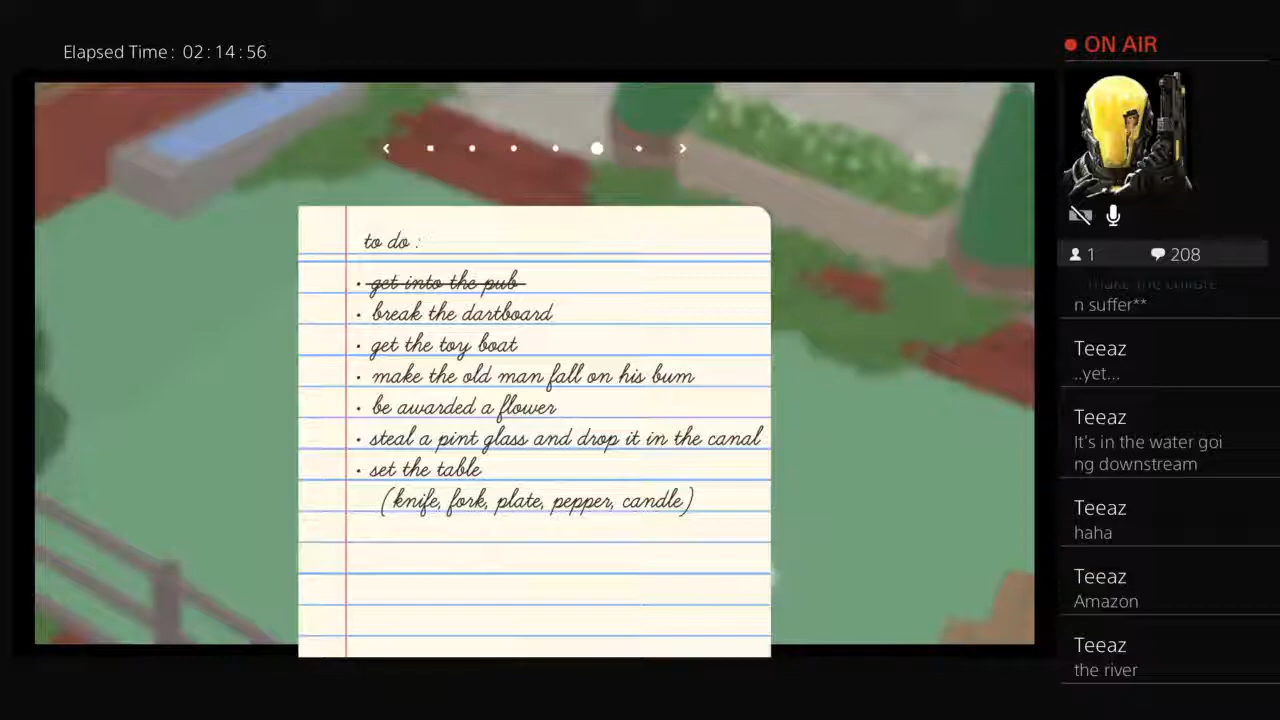 Elapsed Time: 02:14:56
ON AIR
to do :
• get into the pub
• break the dartboard
• get the toy boat
• make the old man fall on his bum
• be awarded a flower
• steal a pint glass and drop it in the canal
• set the table
(knife, fork, plate, pepper, candle)
1 208
n suffer**
Teeaz
..yet...
Teeaz
It's in the water goi
ng downstream
Teeaz
haha
Teeaz
Amazon
Teeaz
the river